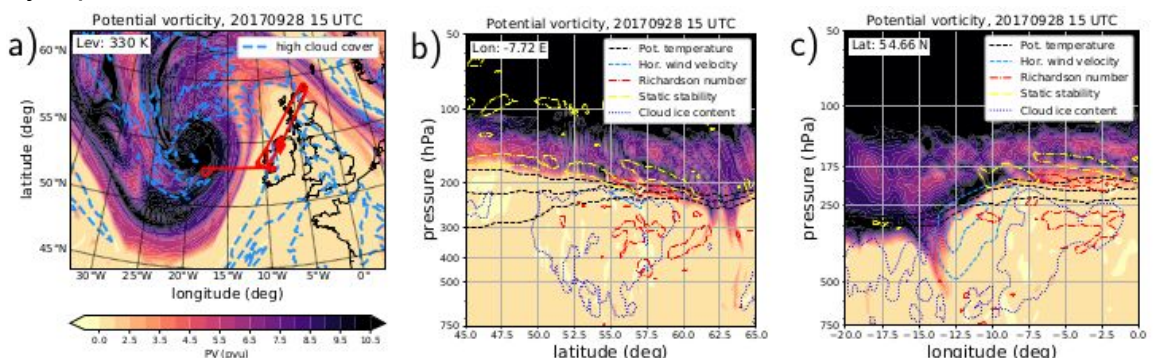 a)
Potential vorticity, 20170928 15 UTC
Lev: 330 K
high cloud cover
60°N
55°N
50°N
45°N
latitude (deg)
30°W 25°W 20°W 15°W 10°W 5°W 0°
longitude (deg)
0.0 2.5 3.5 4.5 5.5 6.5 7.5 8.5 9.5 10.5
PV (pvu)
b)
Potential vorticity, 20170928 15 UTC
Lon: -7.72 E
Pot. temperature
Hor. wind velocity
Richardson number
Static stability
Cloud ice content
50
100
200
300
400
500
750
pressure (hPa)
45.0 47.5 50.0 52.5 55.0 57.5 60.0 62.5 65.0
latitude (deg)
c)
Potential vorticity, 20170928 15 UTC
Lat: 54.66 N
Pot. temperature
Hor. wind velocity
Richardson number
Static stability
Cloud ice content
50
100
175
250
500
750
pressure (hPa)
−20.0 −17.5 −15.0 −12.5 −10.0 −7.5 −5.0 −2.5 −0.0
longitude (deg)